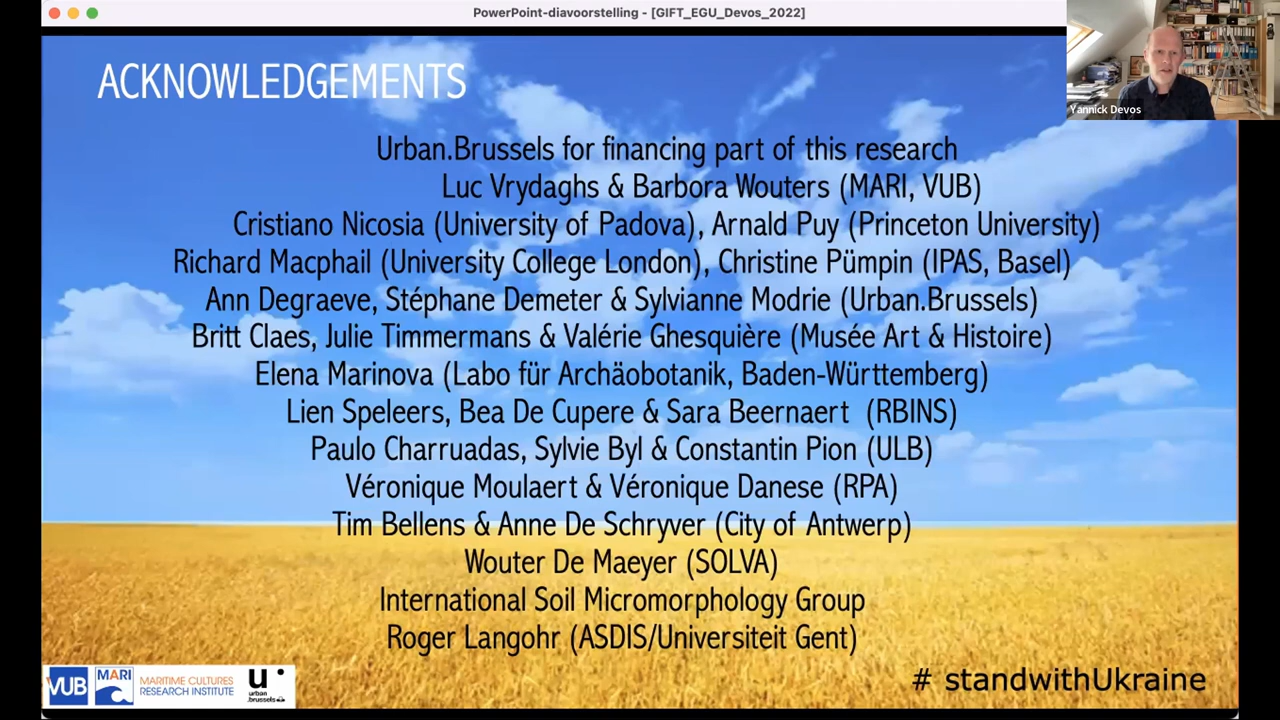 PowerPoint-diavoorstelling - [GIFT_EGU_Devos_2022]
Yannick Devos
ACKNOWLEDGEMENTS
Urban.Brussels for financing part of this research
Luc Vrydaghs & Barbora Wouters (MARI, VUB)
Cristiano Nicosia (University of Padova), Arnald Puy (Princeton University)
Richard Macphail (University College London), Christine Pümpin (IPAS, Basel)
Ann Degraeve, Stéphane Demeter & Sylvianne Modrie (Urban.Brussels)
Britt Claes, Julie Timmermans & Valérie Ghesquière (Musée Art & Histoire)
Elena Marinova (Labo für Archäobotanik, Baden-Württemberg)
Lien Speleers, Bea De Cupere & Sara Beernaert (RBINS)
Paulo Charruadas, Sylvie Byl & Constantin Pion (ULB)
Véronique Moulaert & Véronique Danese (RPA)
Tim Bellens & Anne De Schryver (City of Antwerp)
Wouter De Maeyer (SOLVA)
International Soil Micromorphology Group
Roger Langohr (ASDIS/Universiteit Gent)
VUB
MARI
MARITIME CULTURES
RESEARCH INSTITUTE
u
urban
.brussels
# standwithUkraine